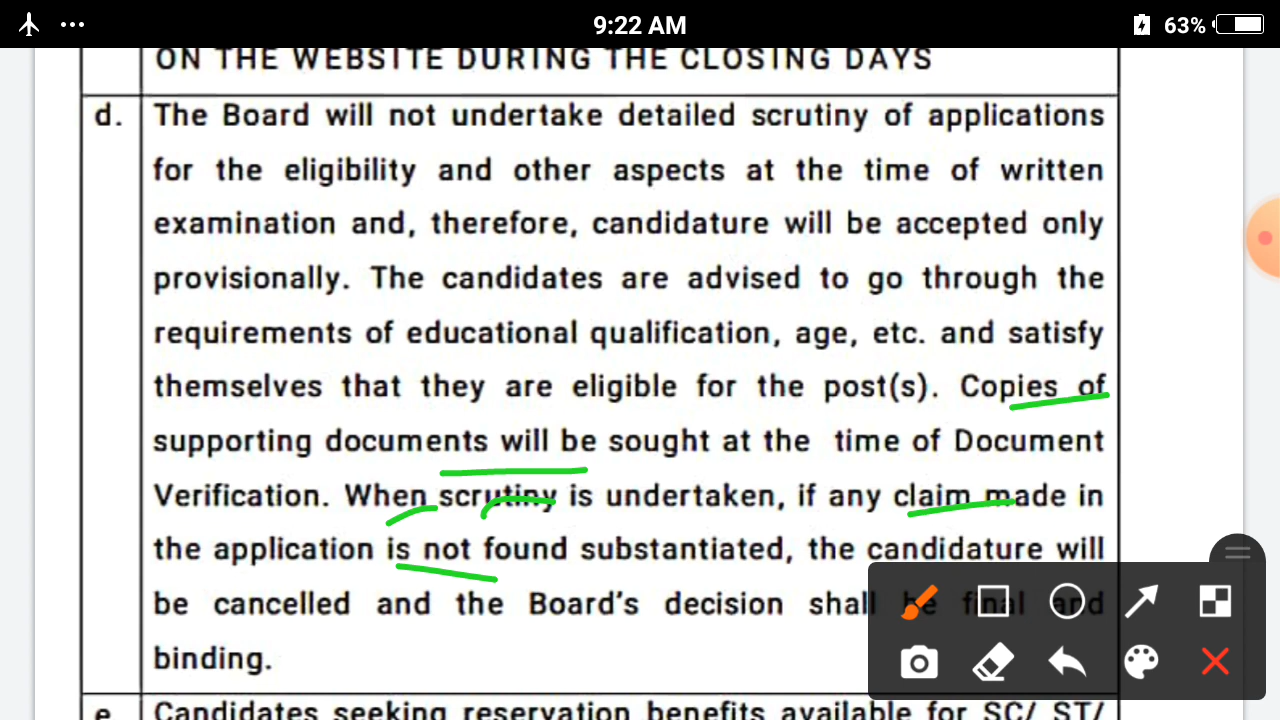 9:22 AM
63%
ON THE WEBSITE DURING THE CLOSING DAYS
d. The Board will not undertake detailed scrutiny of applications
for the eligibility and other aspects at the time of written
examination and, therefore, candidature will be accepted only
provisionally. The candidates are advised to go through the
requirements of educational qualification, age, etc. and satisfy
themselves that they are eligible for the post(s). Copies of
supporting documents will be sought at the time of Document
Verification. When scrutiny is undertaken, if any claim made in
the application is not found substantiated, the candidature will
be cancelled and the Board's decision shall be final and
binding.
e. Candidates seeking reservation benefits available for SC/ ST/